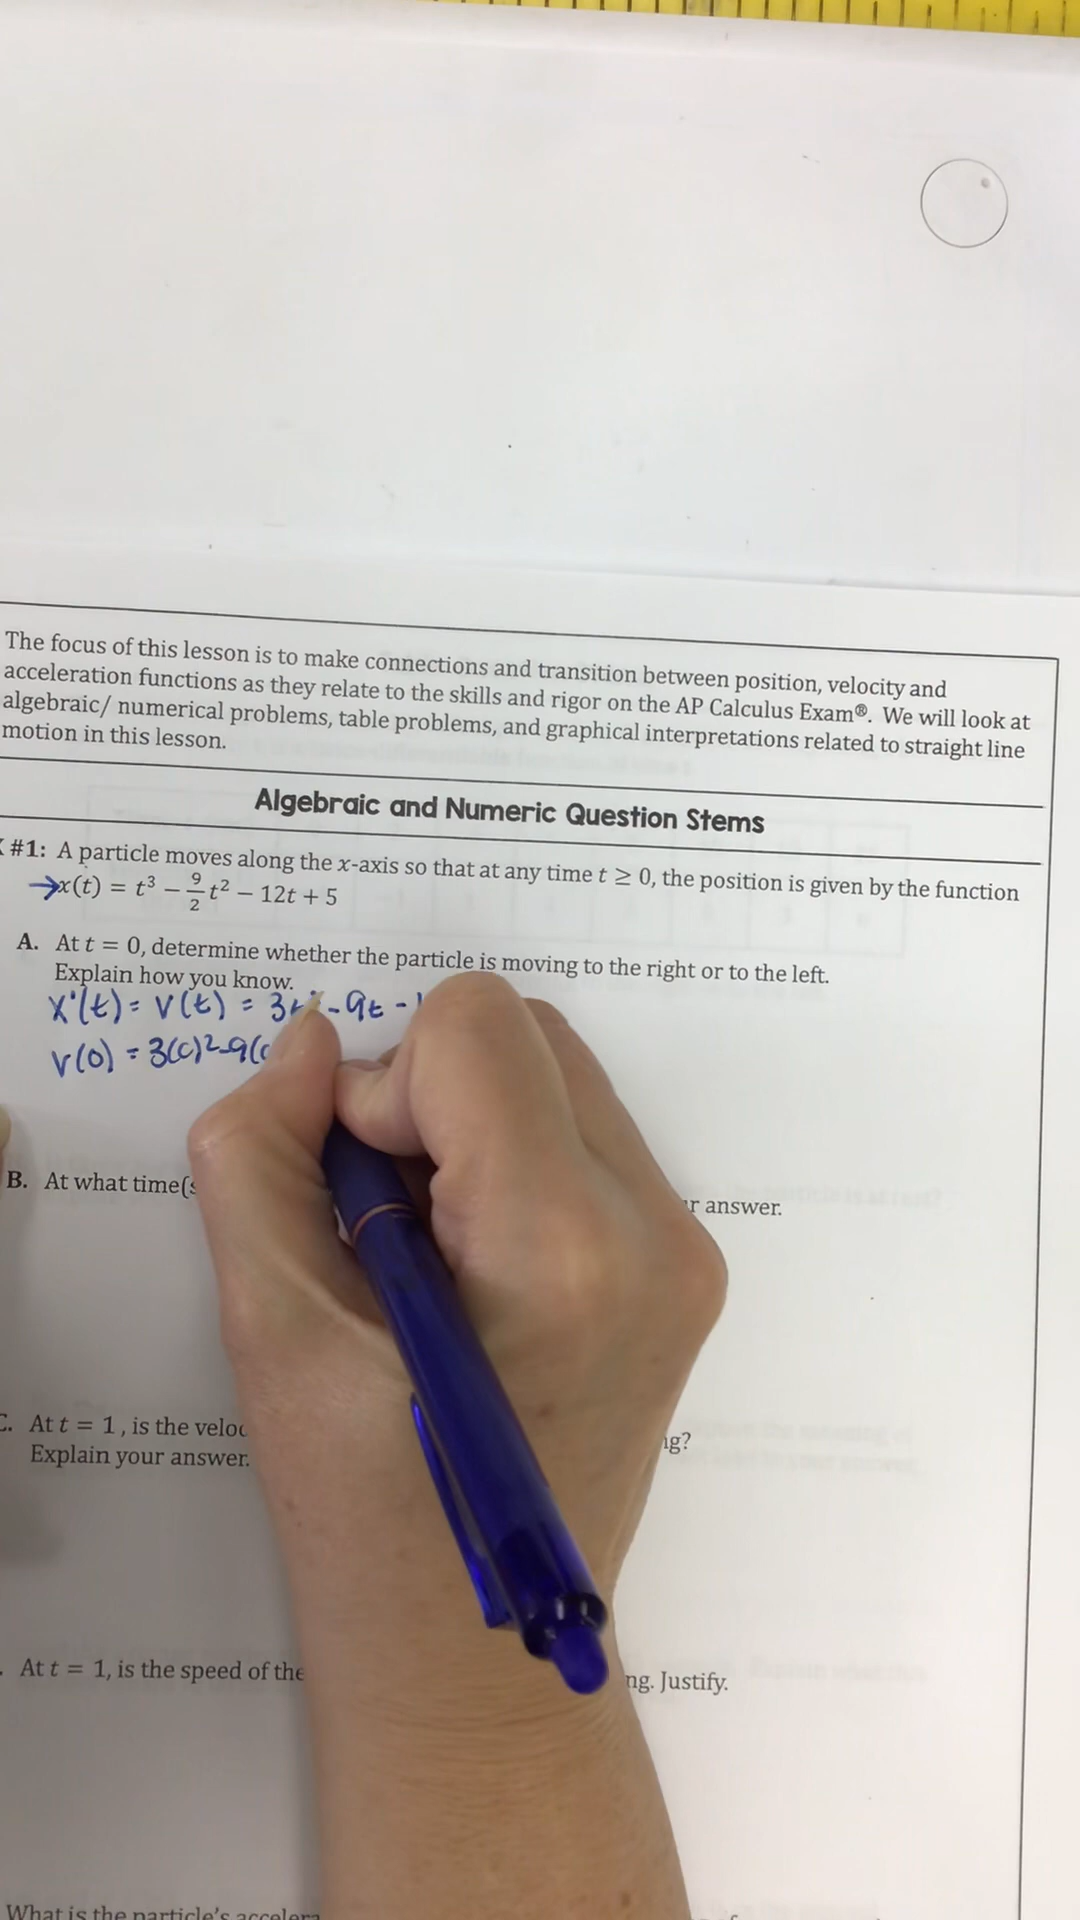 The focus of this lesson is to make connections and transition between position, velocity and
acceleration functions as they relate to the skills and rigor on the AP Calculus Exam®. We will look at
algebraic/ numerical problems, table problems, and graphical interpretations related to straight line
motion in this lesson.
Algebraic and Numeric Question Stems
#1: A particle moves along the x-axis so that at any time t ≥ 0, the position is given by the function
→x(t) = t³ − 9/2 t² − 12t + 5
A. At t = 0, determine whether the particle is moving to the right or to the left.
Explain how you know.
x'(t) = v(t) = 3t² - 9t -
v(0) = 3(0)² - 9(
B. At what time(s answer.
C. At t = 1, is the
Explain your answer.
At t = 1, is the speed of the Justify.
What is the particle's